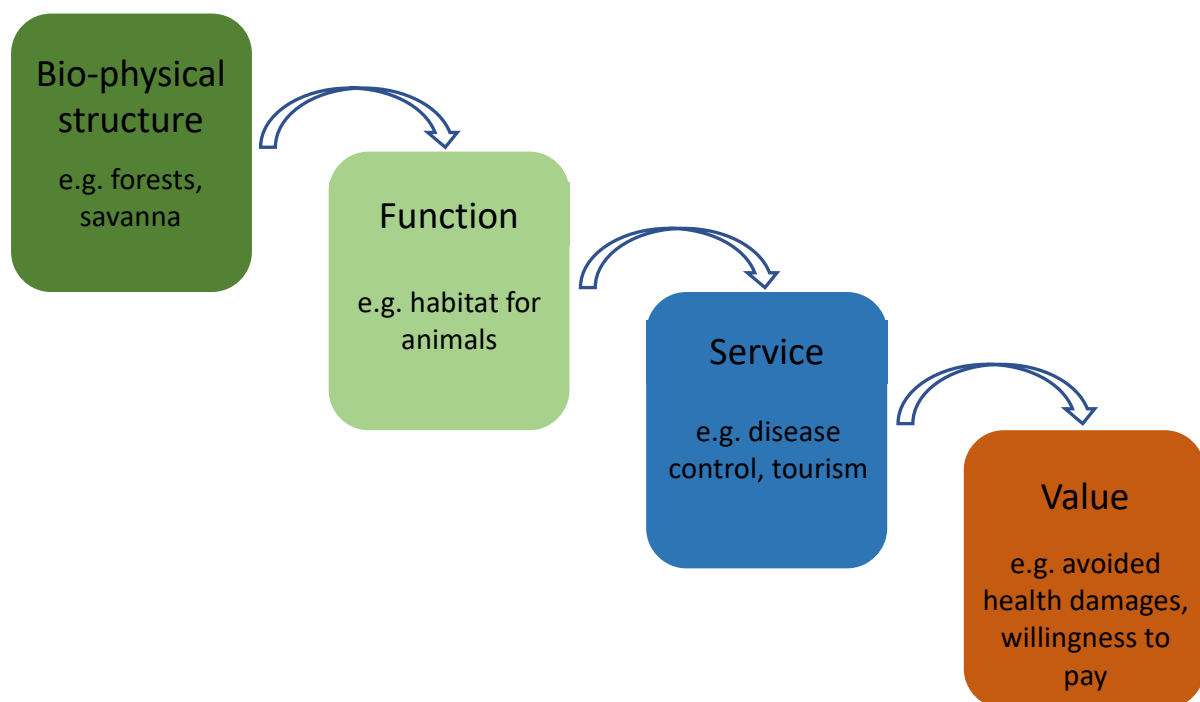 Bio-physical
structure
e.g. forests,
savanna
Function
e.g. habitat for
animals
Service
e.g. disease
control, tourism
Value
e.g. avoided
health damages,
willingness to
pay